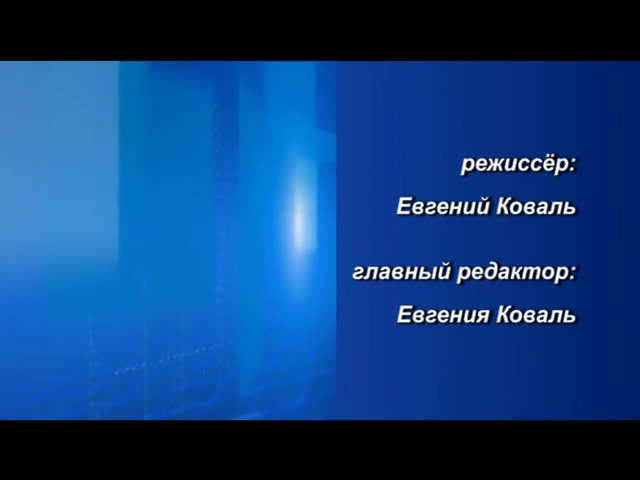 режиссёр:
Евгений Коваль
главный редактор:
Евгения Коваль